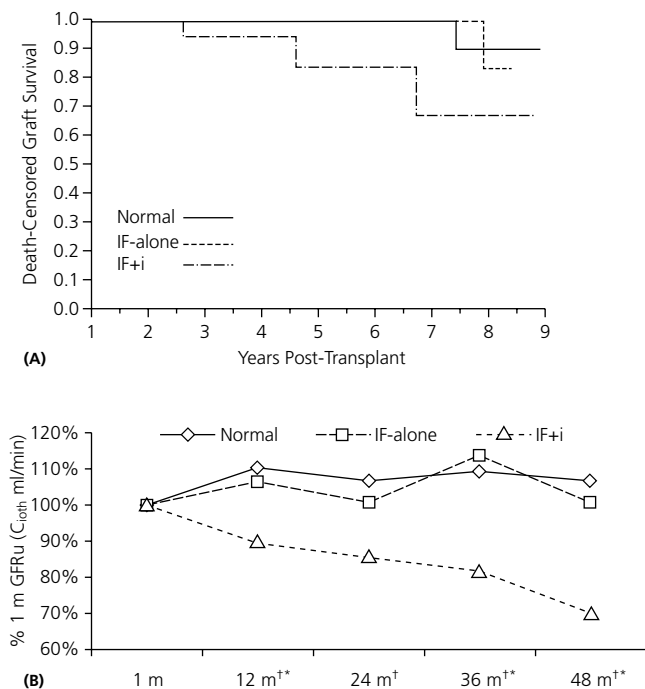 1.0
0.9
0.8
0.7
0.6
0.5
0.4
0.3
0.2
0.1
0.0
Death-Censored Graft Survival
Normal
IF-alone
IF+i
1 2 3 4 5 6 7 8 9
(A) Years Post-Transplant
Normal IF-alone IF+i
120%
110%
100%
90%
80%
70%
60%
% 1 m GFRu (Cioth ml/min)
(B) 1 m 12 m†* 24 m† 36 m†* 48 m†*